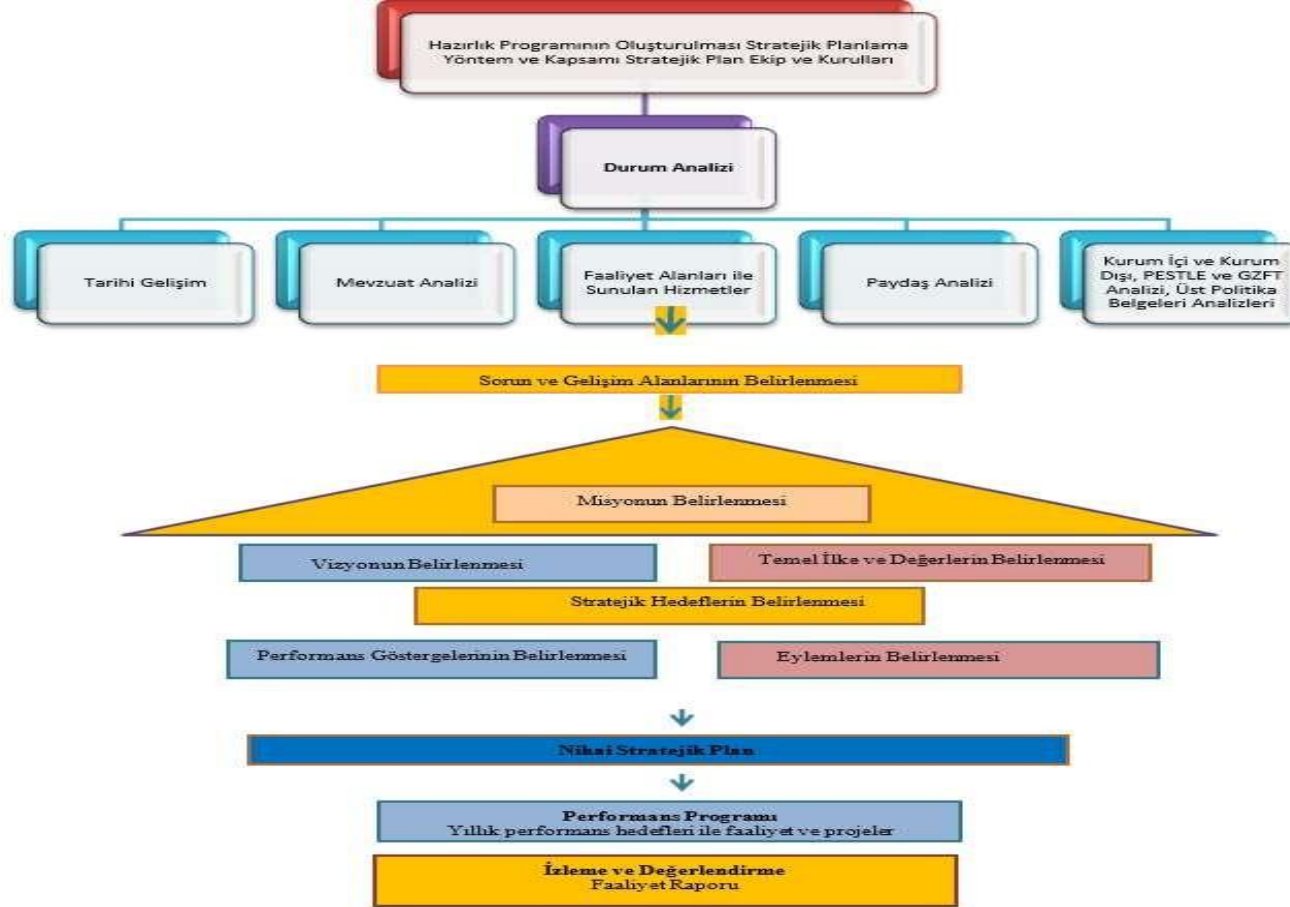 Hazırlık Programının Oluşturulması Stratejik Planlama
Yöntem ve Kapsamı Stratejik Plan Ekip ve Kurulları
Durum Analizi
Tarihi Gelişim
Mevzuat Analizi
Faaliyet Alanları ile
Sunulan Hizmetler
Paydaş Analizi
Kurum İçi ve Kurum
Dışı, PESTLE ve GZFT
Analizi, Üst Politika
Belgeleri Analizleri
Sorun ve Gelişim Alanlarının Belirlenmesi
Misyonun Belirlenmesi
Vizyonun Belirlenmesi
Temel İlke ve Değerlerin Belirlenmesi
Stratejik Hedeflerin Belirlenmesi
Performans Göstergelerinin Belirlenmesi
Eylemlerin Belirlenmesi
Nihai Stratejik Plan
Performans Programı
Yıllık performans hedefleri ile faaliyet ve projeler
İzleme ve Değerlendirme
Faaliyet Raporu